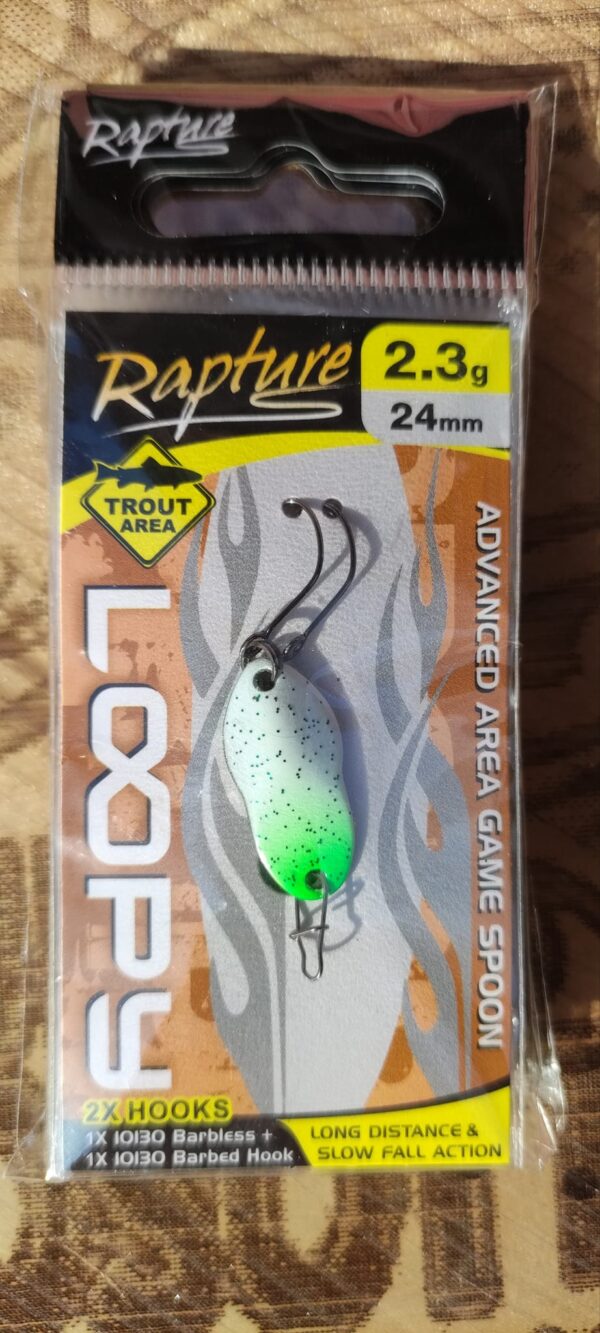 Rapture
Rapture
2.3g
24mm
TROUT
AREA
LOOPY
ADVANCED AREA GAME SPOON
2X HOOKS
1X 10130 Barbless +
1X 10130 Barbed Hook
LONG DISTANCE &
SLOW FALL ACTION